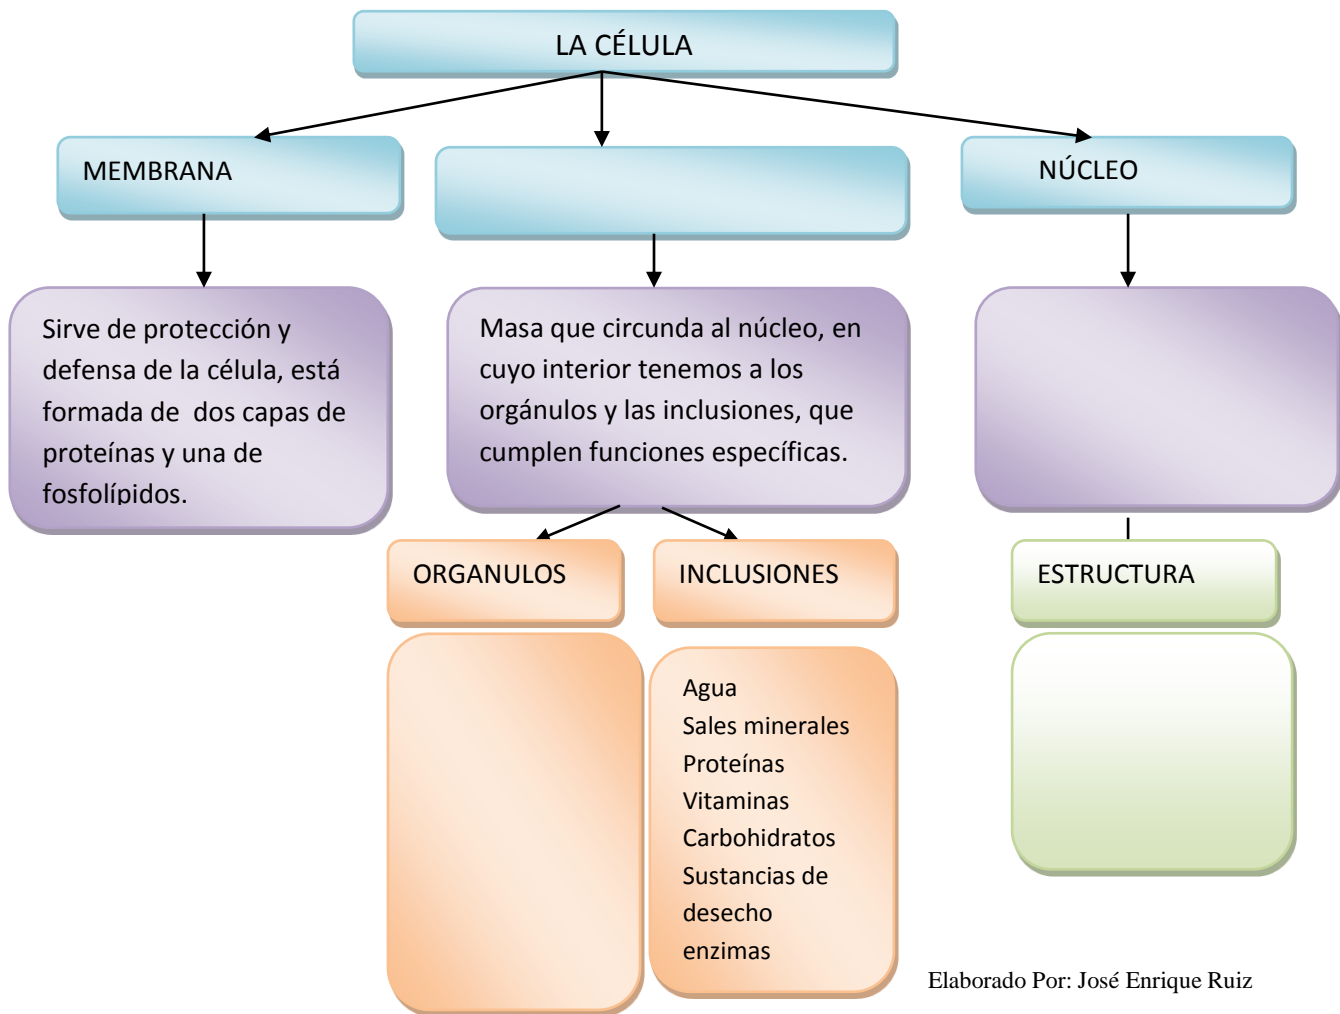 LA CÉLULA
MEMBRANA
NÚCLEO
Sirve de protección y
defensa de la célula, está
formada de dos capas de
proteínas y una de
fosfolípidos.
Masa que circunda al núcleo, en
cuyo interior tenemos a los
orgánulos y las inclusiones, que
cumplen funciones específicas.
ORGANULOS
INCLUSIONES
Agua
Sales minerales
Proteínas
Vitaminas
Carbohidratos
Sustancias de
desecho
enzimas
ESTRUCTURA
Elaborado Por: José Enrique Ruiz